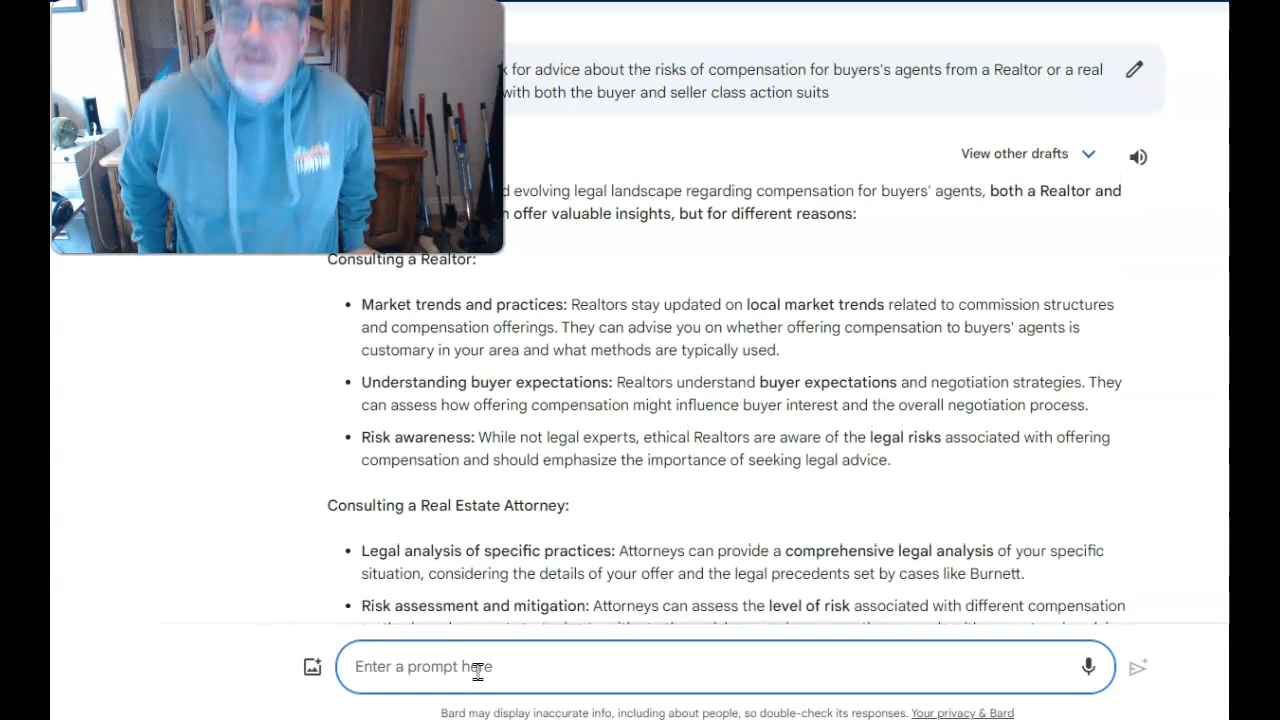 for advice about the risks of compensation for buyers's agents from a Realtor or a real
with both the buyer and seller class action suits
View other drafts
evolving legal landscape regarding compensation for buyers' agents, both a Realtor and
offer valuable insights, but for different reasons:
Consulting a Realtor:
• Market trends and practices: Realtors stay updated on local market trends related to commission structures
and compensation offerings. They can advise you on whether offering compensation to buyers' agents is
customary in your area and what methods are typically used.
• Understanding buyer expectations: Realtors understand buyer expectations and negotiation strategies. They
can assess how offering compensation might influence buyer interest and the overall negotiation process.
• Risk awareness: While not legal experts, ethical Realtors are aware of the legal risks associated with offering
compensation and should emphasize the importance of seeking legal advice.
Consulting a Real Estate Attorney:
• Legal analysis of specific practices: Attorneys can provide a comprehensive legal analysis of your specific
situation, considering the details of your offer and the legal precedents set by cases like Burnett.
• Risk assessment and mitigation: Attorneys can assess the level of risk associated with different compensation
Enter a prompt here
Bard may display inaccurate info, including about people, so double-check its responses. Your privacy & Bard